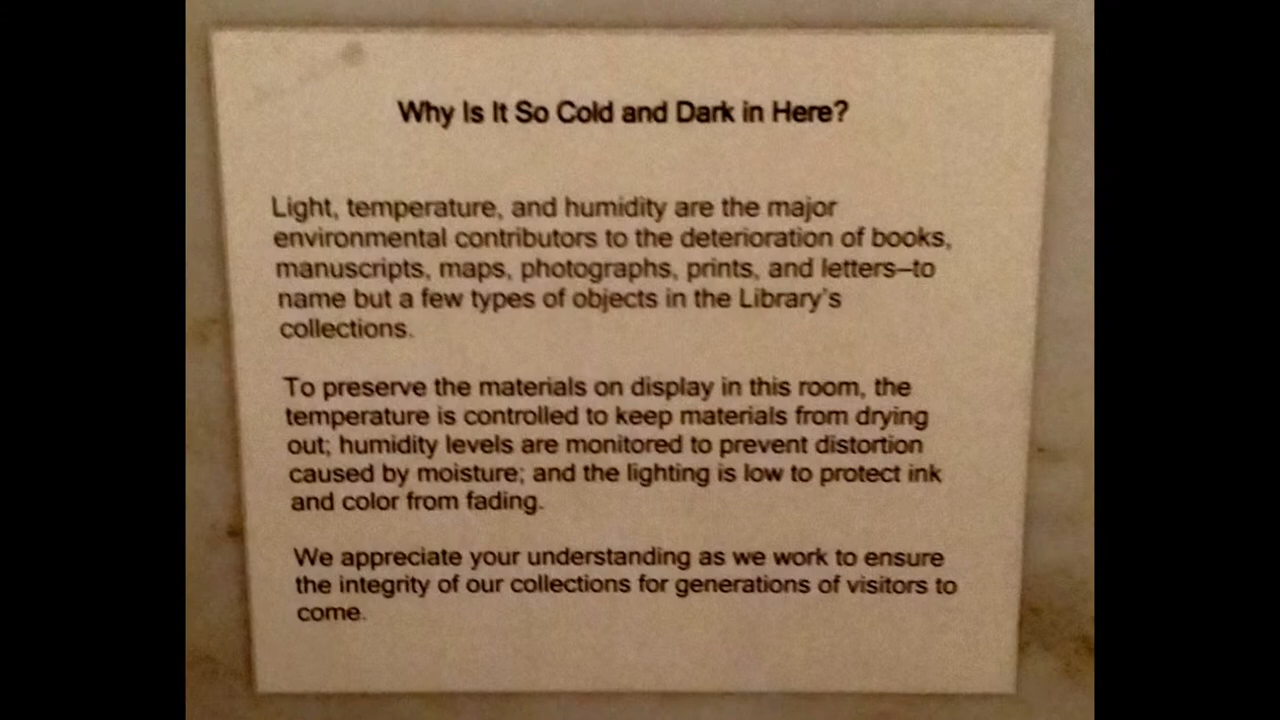 Why Is It So Cold and Dark in Here?
Light, temperature, and humidity are the major
environmental contributors to the deterioration of books,
manuscripts, maps, photographs, prints, and letters–to
name but a few types of objects in the Library's
collections.
To preserve the materials on display in this room, the
temperature is controlled to keep materials from drying
out; humidity levels are monitored to prevent distortion
caused by moisture; and the lighting is low to protect ink
and color from fading.
We appreciate your understanding as we work to ensure
the integrity of our collections for generations of visitors to
come.